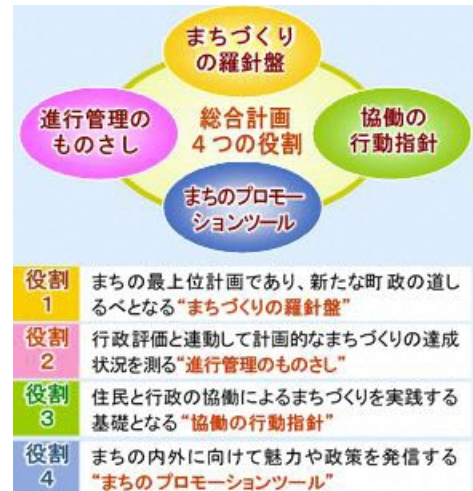 まちづくり
の羅針盤
進行管理の
ものさし
総合計画
4つの役割
協働の
行動指針
まちのプロモー
ションツール
役割
1
まちの最上位計画であり、新たな町政の道し
るべとなる“まちづくりの羅針盤”
役割
2
行政評価と連動して計画的なまちづくりの達成
状況を測る“進行管理のものさし”
役割
3
住民と行政の協働によるまちづくりを実践する
基礎となる“協働の行動指針”
役割
4
まちの内外に向けて魅力や政策を発信する
“まちのプロモーションツール”